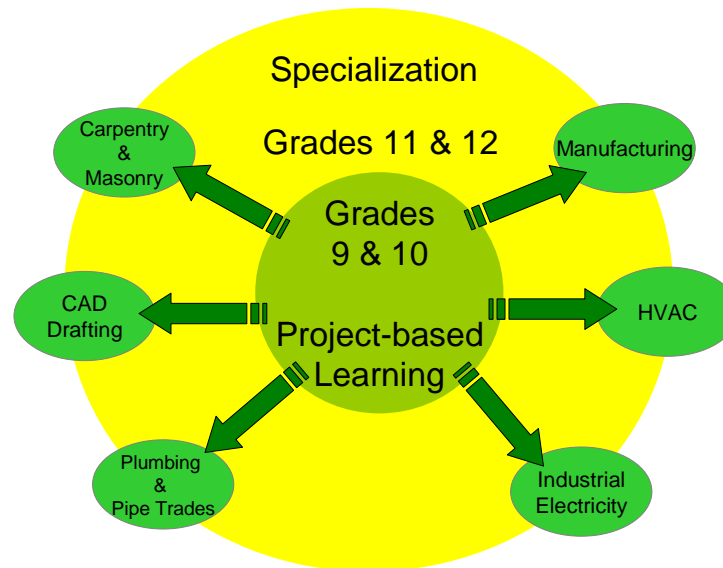 Specialization
Grades 11 & 12
Carpentry
&
Masonry
Manufacturing
Grades
9 & 10
CAD
Drafting
HVAC
Project-based
Learning
Plumbing
&
Pipe Trades
Industrial
Electricity